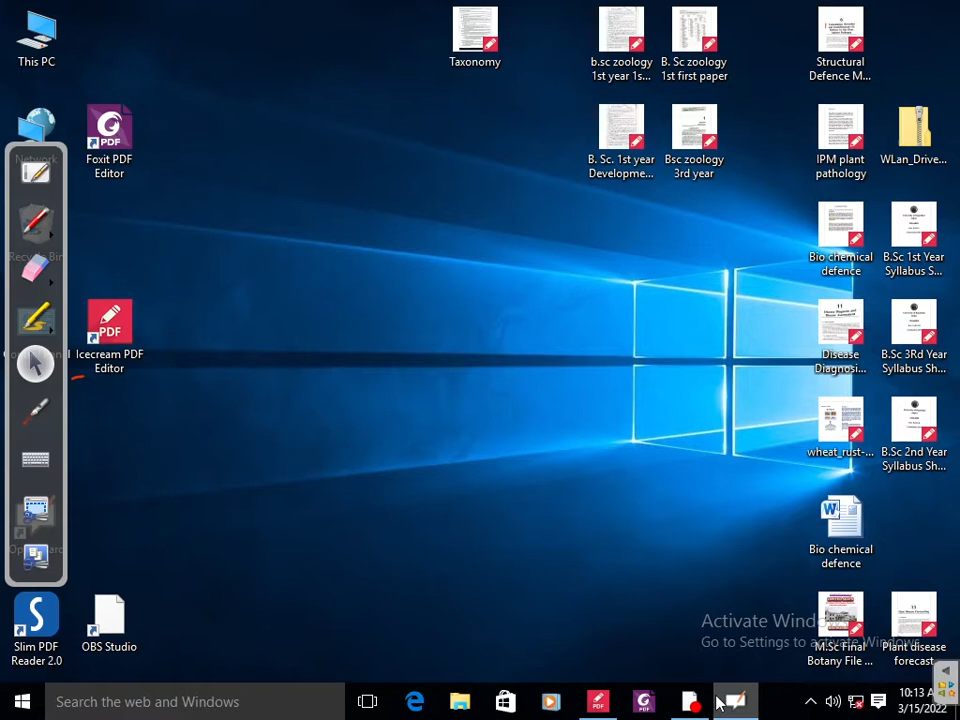 This PC
Taxonomy
b.sc zoology
1st year 1s...
B. Sc zoology
1st first paper
Structural
Defence M...
Network
Foxit PDF
Editor
B. Sc. 1st year
Developme...
Bsc zoology
3rd year
IPM plant
pathology
WLan_Drive...
Recycle Bin
Bio chemical
defence
B.Sc 1st Year
Syllabus S...
Icecream PDF
Editor
Disease
Diagnosi...
B.Sc 3Rd Year
Syllabus Sh...
wheat_rust-...
B.Sc 2nd Year
Syllabus Sh...
Bio chemical
defence
Slim PDF
Reader 2.0
OBS Studio
M.Sc Final
Botany File ...
Plant disease
forecast
Activate Windows
Go to Settings to activate Windows.
Search the web and Windows
10:13 AM
3/15/2022